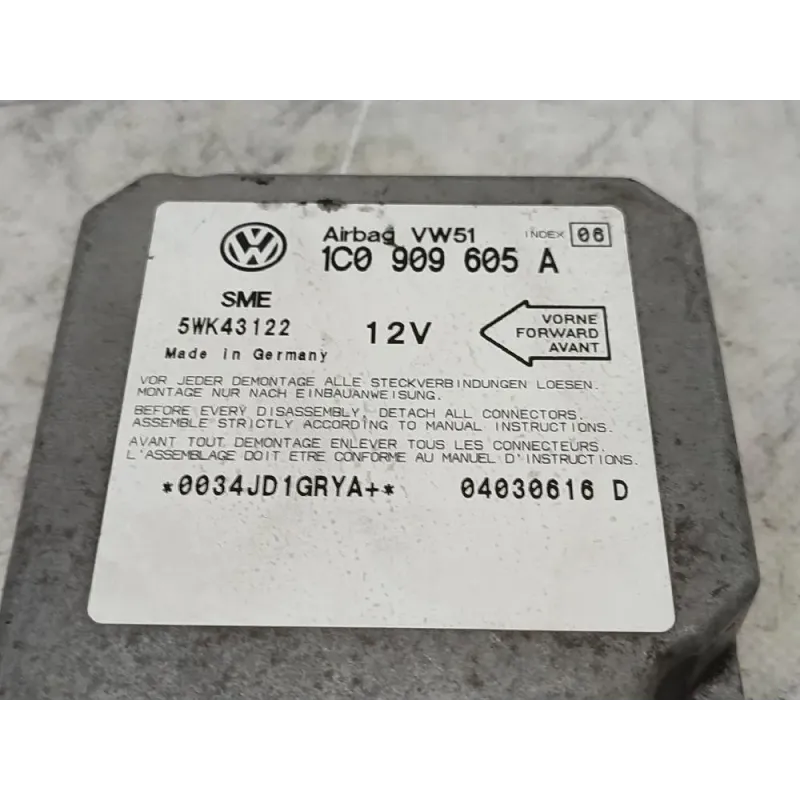 Airbag VW51 INDEX 06
1C0 909 605 A
SME
5WK43122
12V
VORNE
FORWARD
AVANT
Made in Germany
VOR JEDER DEMONTAGE ALLE STECKVERBINDUNGEN LOESEN.
MONTAGE NUR NACH EINBAUANWEISUNG.
BEFORE EVERY DISASSEMBLY, DETACH ALL CONNECTORS.
ASSEMBLE STRICTLY ACCORDING TO MANUAL INSTRUCTIONS.
AVANT TOUT DEMONTAGE ENLEVER TOUS LES CONNECTEURS.
L'ASSEMBLAGE DOIT ETRE CONFORME AU MANUEL D'INSTRUCTIONS.
*0034JD1GRYA+* 04030616 D